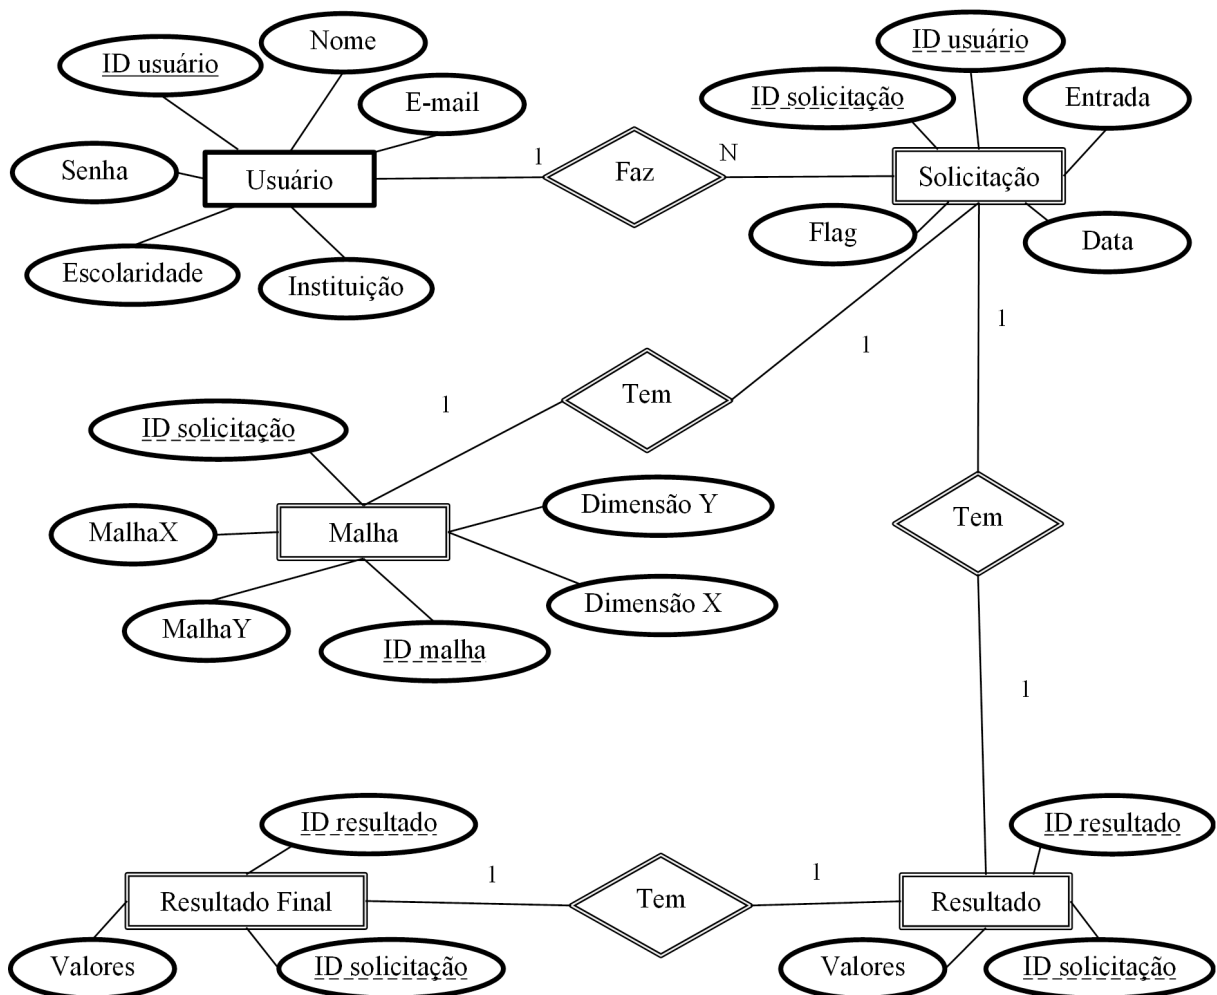 ID usuário
Nome
E-mail
Senha
Usuário
Escolaridade
Instituição
1
Faz
N
ID usuário
ID solicitação
Entrada
Solicitação
Flag
Data
1
1
Tem
1
ID solicitação
MalhaX
Malha
Dimensão Y
Dimensão X
MalhaY
ID malha
Tem
1
ID resultado
Resultado Final
Valores
ID solicitação
1
Tem
1
ID resultado
Resultado
Valores
ID solicitação